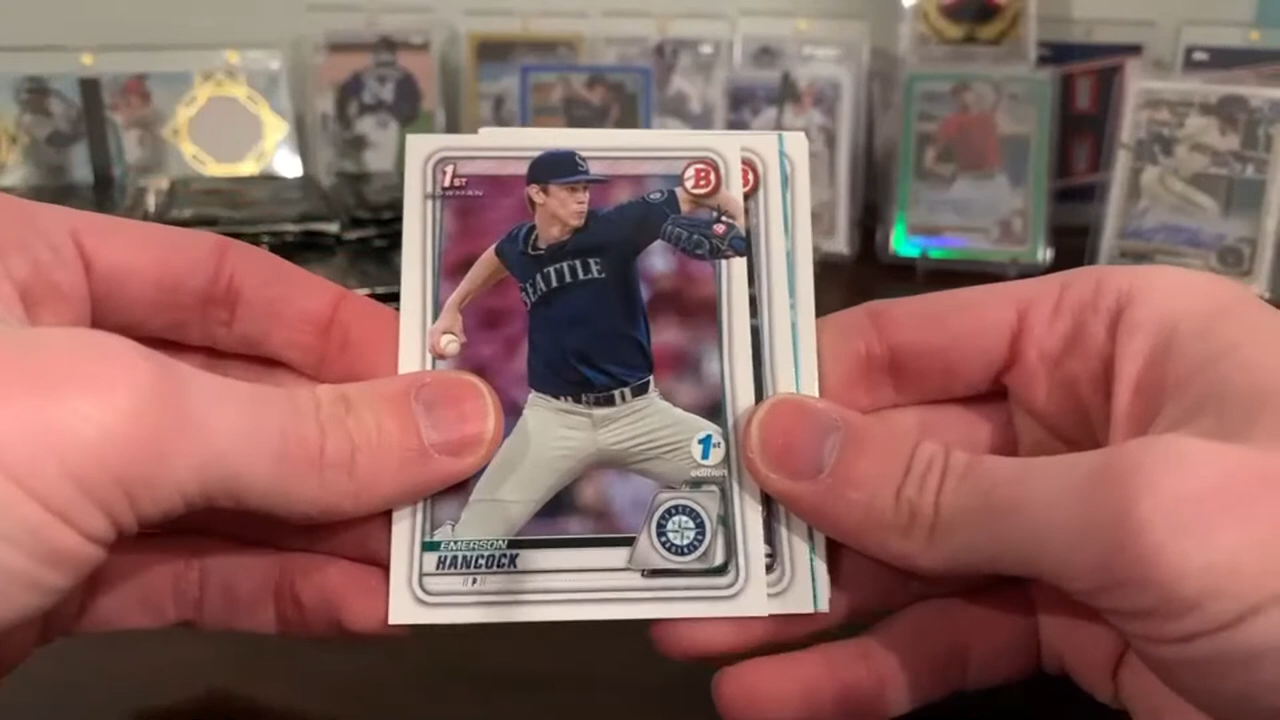 1ST
BOWMAN
B
B
S
SEATTLE
1st
edition
EMERSON
HANCOCK
P